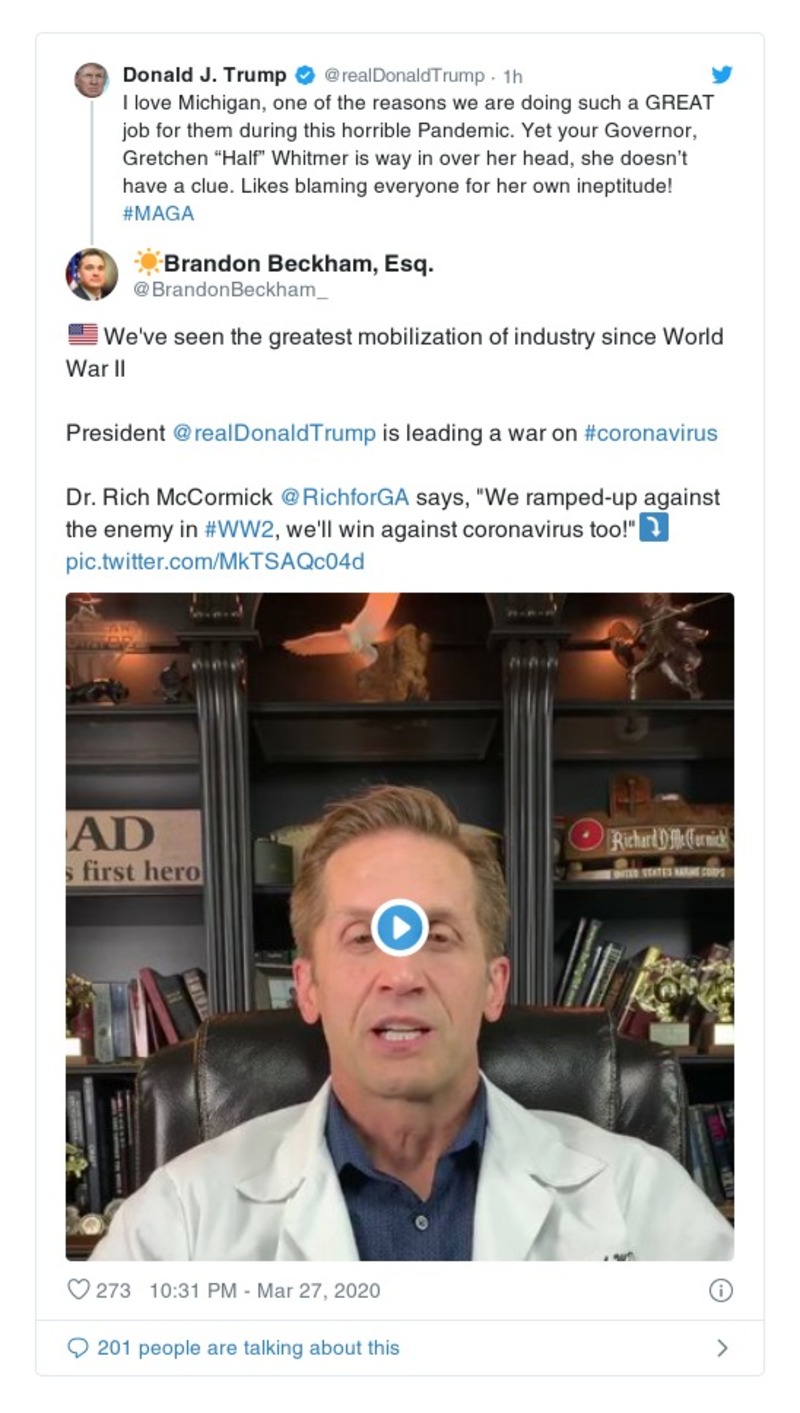 Donald J. Trump @realDonaldTrump · 1h
I love Michigan, one of the reasons we are doing such a GREAT
job for them during this horrible Pandemic. Yet your Governor,
Gretchen “Half” Whitmer is way in over her head, she doesn’t
have a clue. Likes blaming everyone for her own ineptitude!
#MAGA
Brandon Beckham, Esq.
@BrandonBeckham_
We've seen the greatest mobilization of industry since World
War II
President @realDonaldTrump is leading a war on #coronavirus
Dr. Rich McCormick @RichforGA says, "We ramped-up against
the enemy in #WW2, we'll win against coronavirus too!"
pic.twitter.com/MkTSAQc04d
AD
s first hero
Richard D McCormick
UNITED STATES MARINE CORPS
273 10:31 PM - Mar 27, 2020
201 people are talking about this